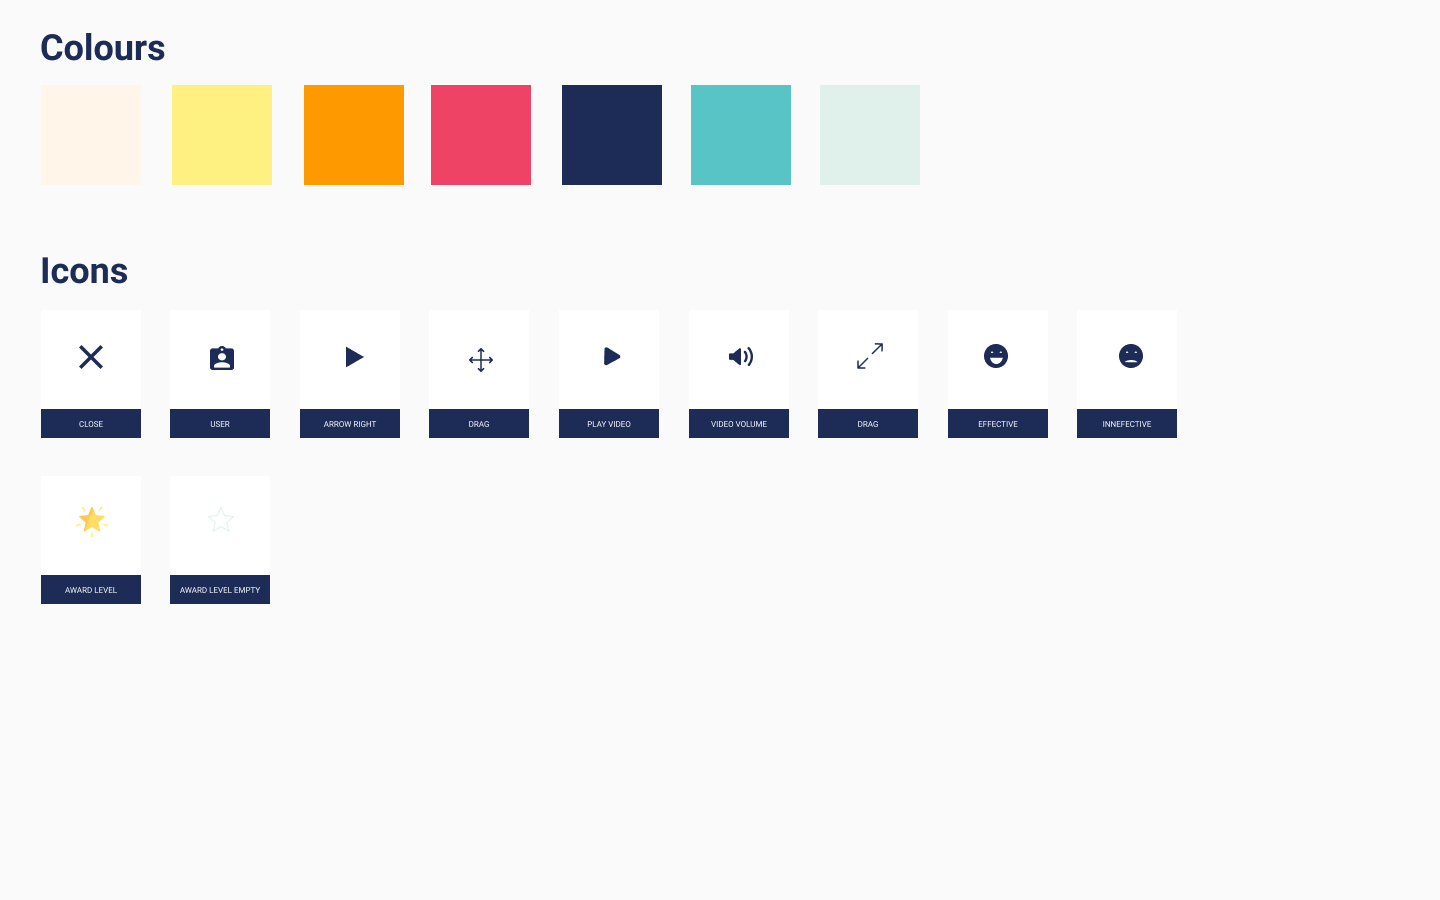 Colours
Icons
CLOSE
USER
ARROW RIGHT
DRAG
PLAY VIDEO
VIDEO VOLUME
DRAG
EFFECTIVE
INNEFECTIVE
AWARD LEVEL
AWARD LEVEL EMPTY